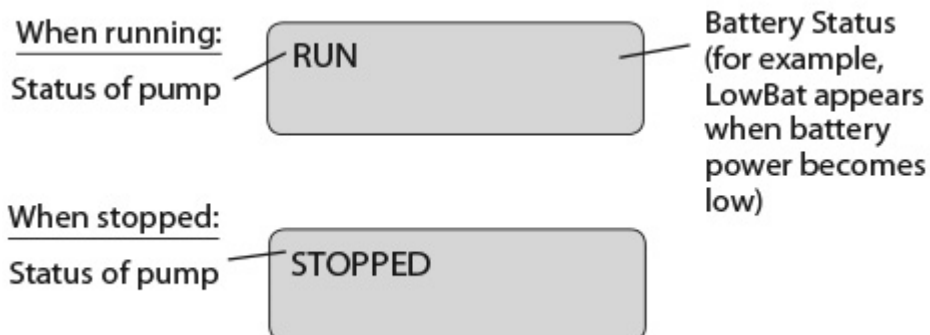 When running:
Status of pump
RUN
Battery Status
(for example,
LowBat appears
when battery
power becomes
low)
When stopped:
Status of pump
STOPPED